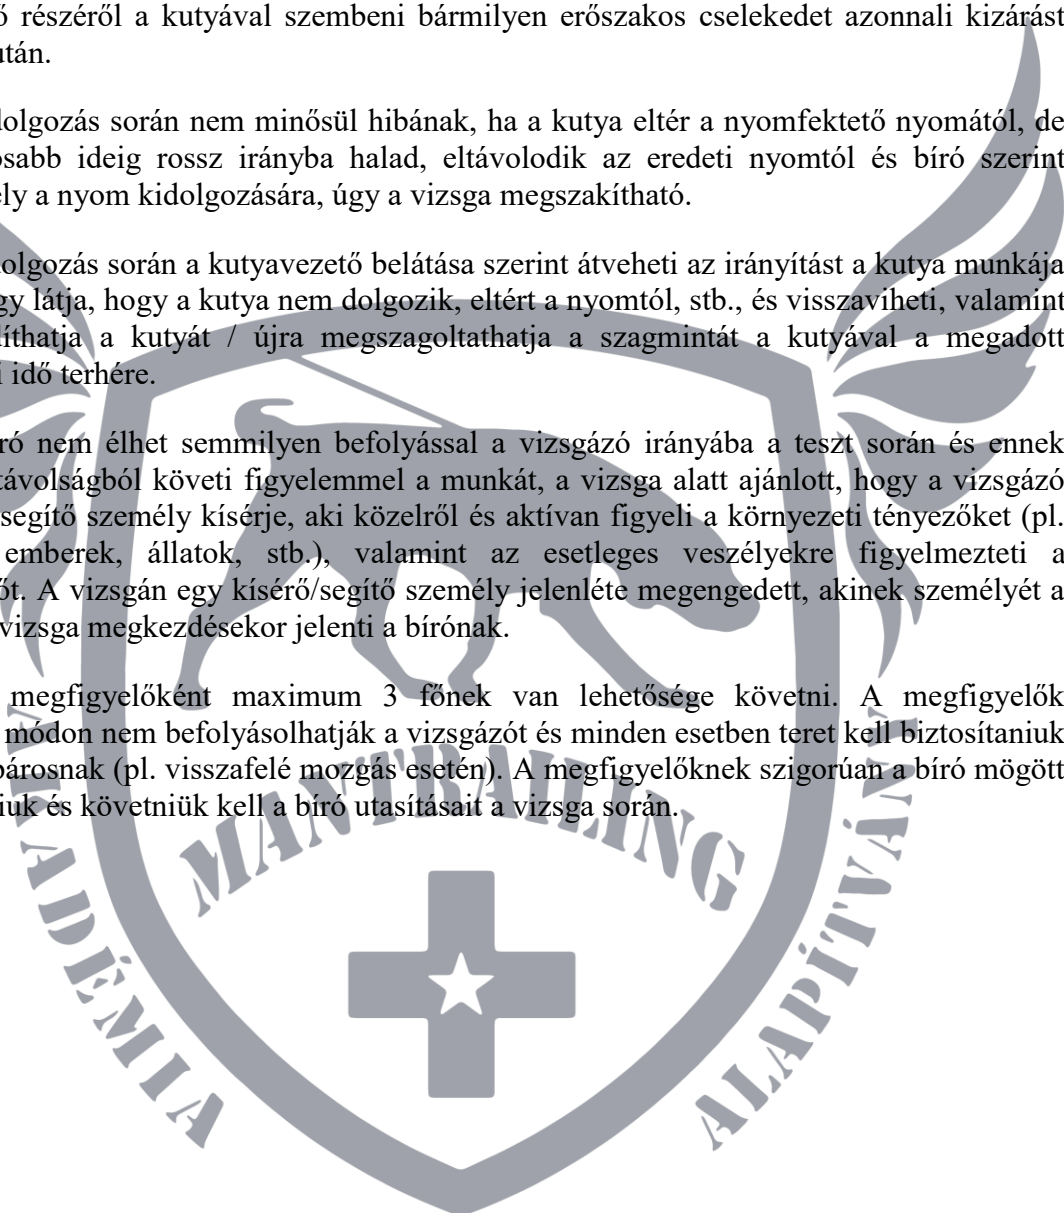 ő részéről a kutyával szembeni bármilyen erőszakos cselekedet azonnali kizárást
után.
dolgozás során nem minősül hibának, ha a kutya eltér a nyomfektető nyomától, de
osabb ideig rossz irányba halad, eltávolodik az eredeti nyomtól és bíró szerint
ely a nyom kidolgozására, úgy a vizsga megszakítható.
dolgozás során a kutyavezető belátása szerint átveheti az irányítást a kutya munkája
gy látja, hogy a kutya nem dolgozik, eltért a nyomtól, stb., és visszaviheti, valamint
líthatja a kutyát / újra megszagoltathatja a szagmintát a kutyával a megadott
i idő terhére.
ró nem élhet semmilyen befolyással a vizsgázó irányába a teszt során és ennek
távolságból követi figyelemmel a munkát, a vizsga alatt ajánlott, hogy a vizsgázó
segítő személy kísérje, aki közelről és aktívan figyeli a környezeti tényezőket (pl.
emberek, állatok, stb.), valamint az esetleges veszélyekre figyelmezteti a
őt. A vizsgán egy kísérő/segítő személy jelenléte megengedett, akinek személyét a
vizsga megkezdésekor jelenti a bírónak.
megfigyelőként maximum 3 főnek van lehetősége követni. A megfigyelők
módon nem befolyásolhatják a vizsgázót és minden esetben teret kell biztosítaniuk
párosnak (pl. visszafelé mozgás esetén). A megfigyelőknek szigorúan a bíró mögött
iuk és követniük kell a bíró utasításait a vizsga során.
MANTRAILING
AKADÉMIA
ALAPÍTVÁNY